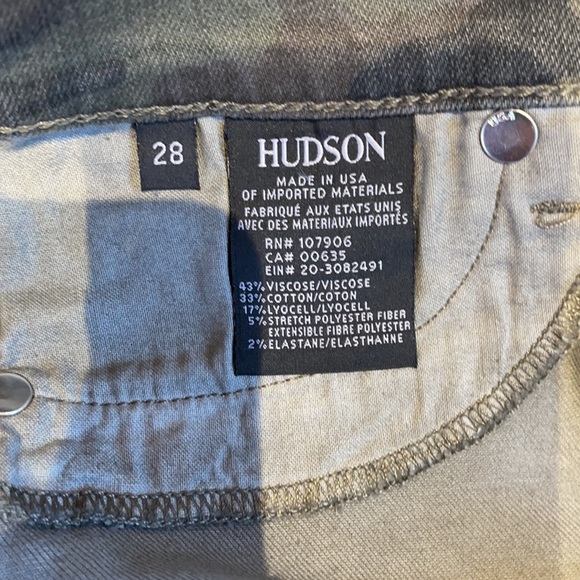 28
HUDSON
MADE IN USA
OF IMPORTED MATERIALS
FABRIQUÉ AUX ETATS UNIS
AVEC DES MATERIAUX IMPORTÉS
RN# 107906
CA# 00635
EIN# 20-3082491
43% VISCOSE/VISCOSE
33% COTTON/COTON
17% LYOCELL/LYOCELL
5% STRETCH POLYESTER FIBER
EXTENSIBLE FIBRE POLYESTER
2% ELASTANE/ELASTHANNE